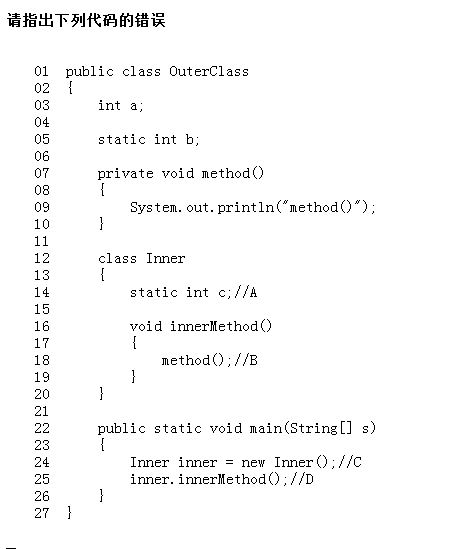 请指出下列代码的错误
01 public class OuterClass
02 {
03     int a;
04
05     static int b;
06
07     private void method()
08     {
09         System.out.println("method()");
10     }
11
12     class Inner
13     {
14         static int c;//A
15
16         void innerMethod()
17         {
18             method();//B
19         }
20     }
21
22     public static void main(String[] s)
23     {
24         Inner inner = new Inner();//C
25         inner.innerMethod();//D
26     }
27 }